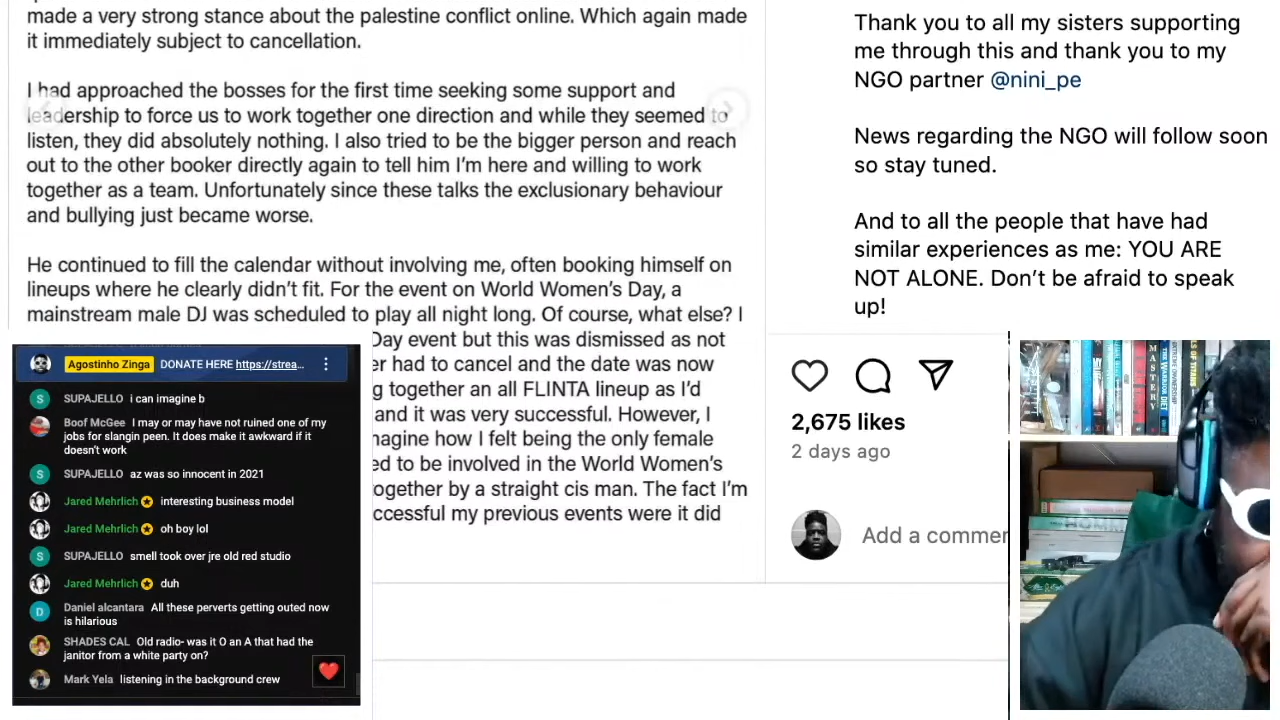 made a very strong stance about the palestine conflict online. Which again made
it immediately subject to cancellation.
I had approached the bosses for the first time seeking some support and
leadership to force us to work together one direction and while they seemed to
listen, they did absolutely nothing. I also tried to be the bigger person and reach
out to the other booker directly again to tell him I'm here and willing to work
together as a team. Unfortunately since these talks the exclusionary behaviour
and bullying just became worse.
He continued to fill the calendar without involving me, often booking himself on
lineups where he clearly didn't fit. For the event on World Women's Day, a
mainstream male DJ was scheduled to play all night long. Of course, what else? I
Day event but this was dismissed as not
er had to cancel and the date was now
g together an all FLINTA lineup as I'd
and it was very successful. However, I
magine how I felt being the only female
ed to be involved in the World Women's
ogether by a straight cis man. The fact I'm
ccessful my previous events were it did
Thank you to all my sisters supporting
me through this and thank you to my
NGO partner @nini_pe
News regarding the NGO will follow soon
so stay tuned.
And to all the people that have had
similar experiences as me: YOU ARE
NOT ALONE. Don't be afraid to speak
up!
2,675 likes
2 days ago
Add a commen
Agostinho Zinga DONATE HERE https://strea...
S SUPAJELLO i can imagine b
Boof McGee I may or may have not ruined one of my
jobs for slangin peen. It does make it awkward if it
doesn't work
S SUPAJELLO az was so innocent in 2021
Jared Mehrlich interesting business model
Jared Mehrlich oh boy lol
S SUPAJELLO smell took over jre old red studio
Jared Mehrlich duh
D Daniel alcantara All these perverts getting outed now
is hilarious
SHADES CAL Old radio- was it O an A that had the
janitor from a white party on?
Mark Yela listening in the background crew
MASTERY
THE WARRIOR DIET